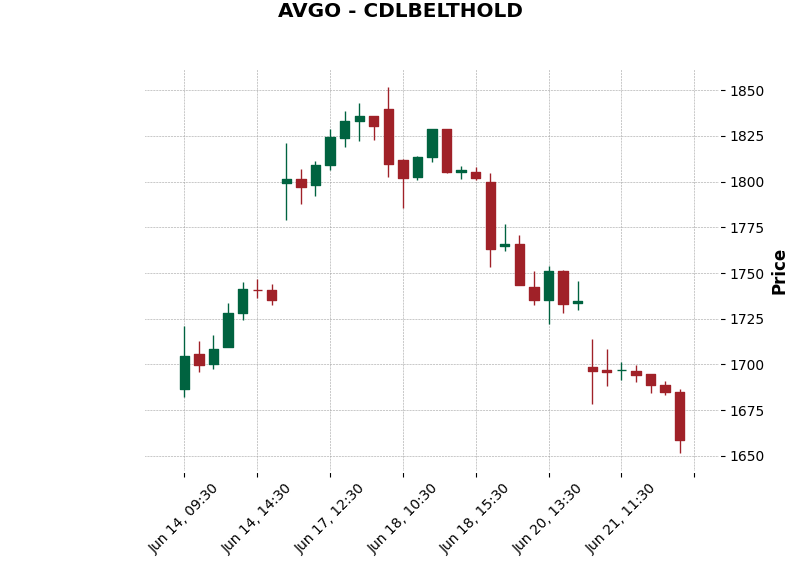 AVGO - CDLBELTHOLD
1850
1825
1800
1775
1750
1725
1700
1675
1650
Price
Jun 14, 09:30
Jun 14, 14:30
Jun 17, 12:30
Jun 18, 10:30
Jun 18, 15:30
Jun 20, 13:30
Jun 21, 11:30